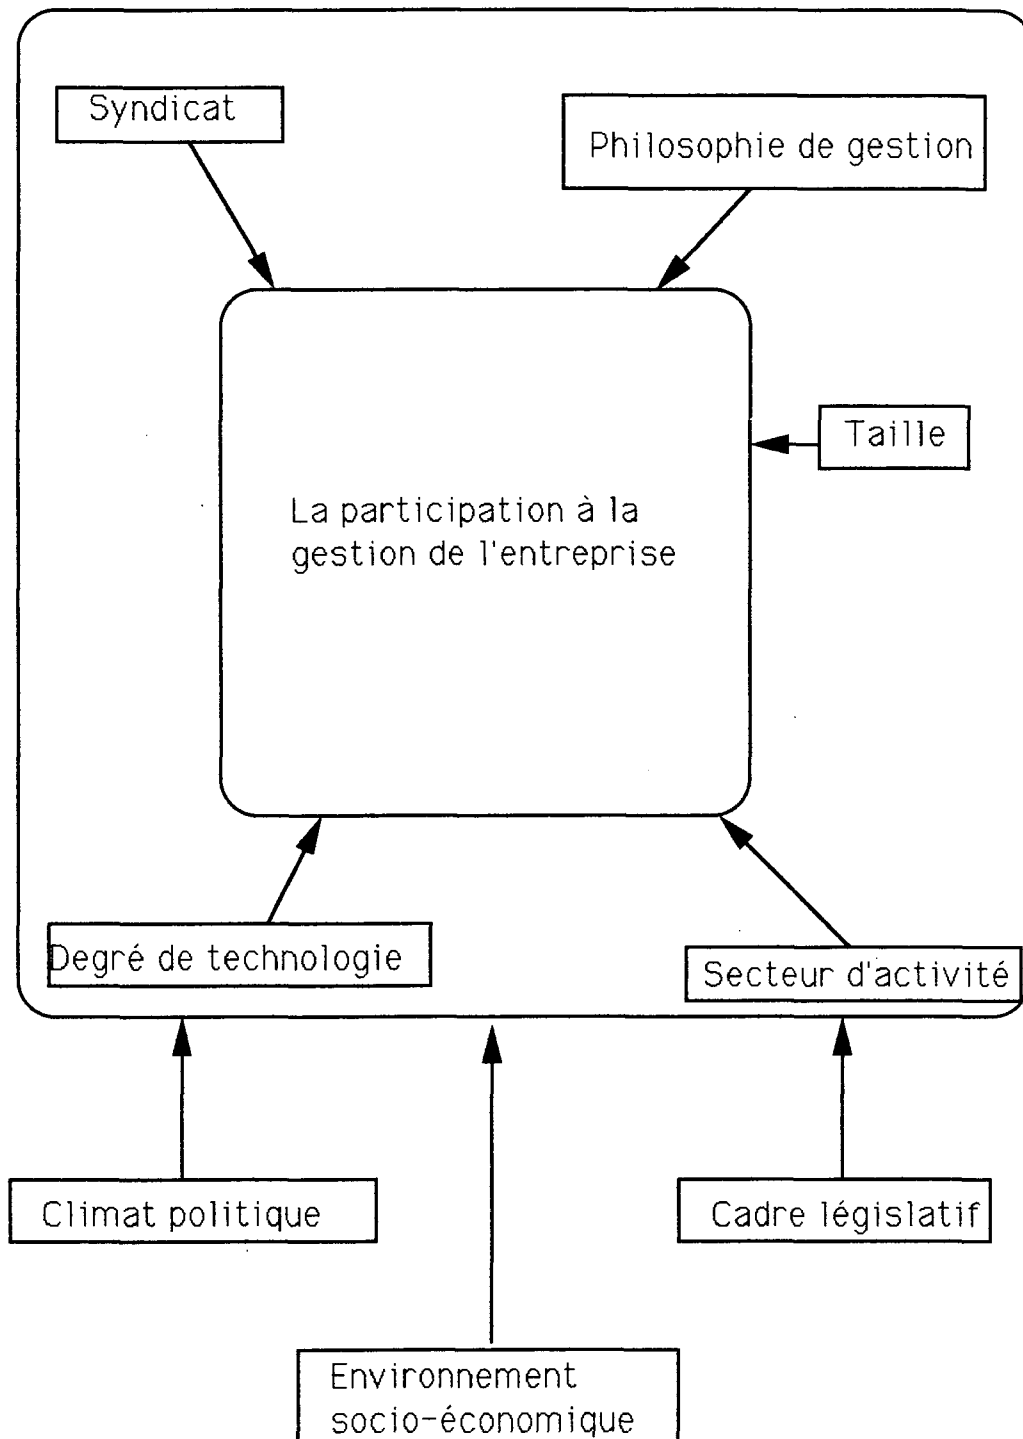 Syndicat
Philosophie de gestion
Taille
La participation à la
gestion de l'entreprise
Degré de technologie
Secteur d'activité
Climat politique
Cadre législatif
Environnement
socio-économique